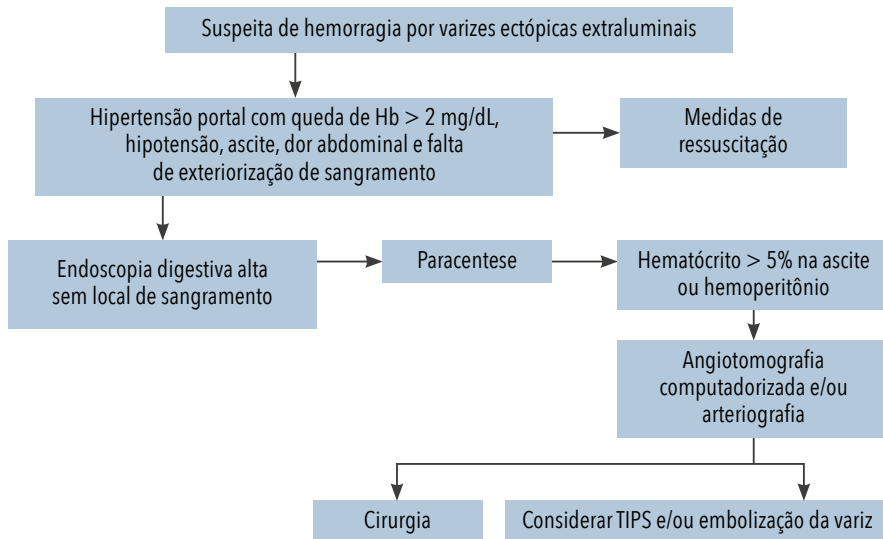 Suspeita de hemorragia por varizes ectópicas extraluminais
Hipertensão portal com queda de Hb > 2 mg/dL,
hipotensão, ascite, dor abdominal e falta
de exteriorização de sangramento
Medidas de
ressuscitação
Endoscopia digestiva alta
sem local de sangramento
Paracentese
Hematócrito > 5% na ascite
ou hemoperitônio
Angiotomografia
computadorizada e/ou
arteriografia
Cirurgia
Considerar TIPS e/ou embolização da variz